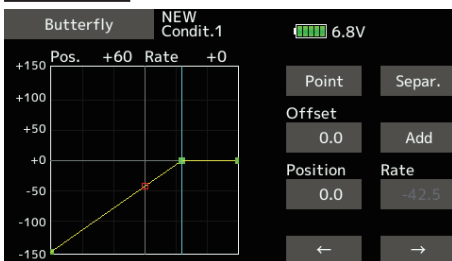 Butterfly
NEW
Condit.1
6.8V
Pos. +60 Rate +0
+150
+100
+50
+0
-50
-100
-150
Point Separ.
Offset
0.0 Add
Position Rate
0.0 -42.5
← →